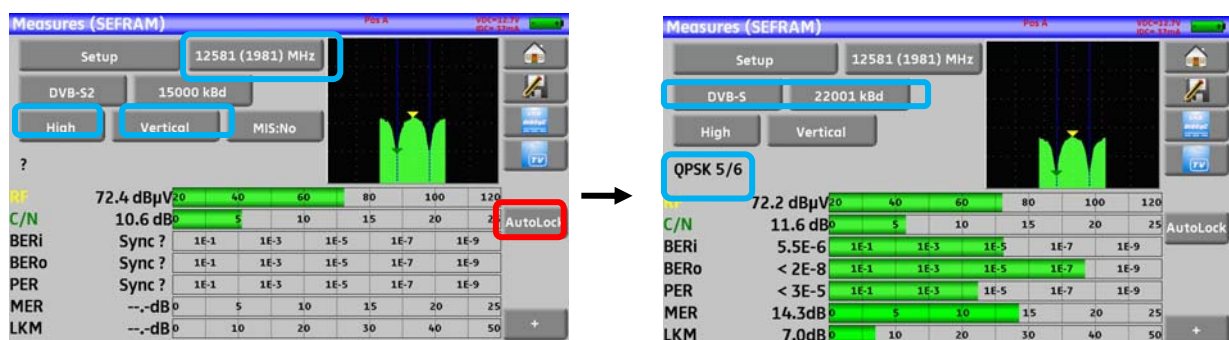 Measures (SEFRAM) Pos A VDC=12.7V
IDC= 37mA
Setup 12581 (1981) MHz
DVB-S2 15000 kBd
High Vertical MIS:No
?
RF 72.4 dBµV 20 40 60 80 100 120
C/N 10.6 dB 0 5 10 15 20 25 AutoLock
BERi Sync ? 1E-1 1E-3 1E-5 1E-7 1E-9
BERo Sync ? 1E-1 1E-3 1E-5 1E-7 1E-9
PER Sync ? 1E-1 1E-3 1E-5 1E-7 1E-9
MER --.-dB 0 5 10 15 20 25
LKM --.-dB 0 10 20 30 40 50 +
TV
Measures (SEFRAM) Pos A VDC=12.7V
IDC= 37mA
Setup 12581 (1981) MHz
DVB-S 22001 kBd
High Vertical
QPSK 5/6
72.2 dBµV 20 40 60 80 100 120
C/N 11.6 dB 0 5 10 15 20 25 AutoLock
BERi 5.5E-6 1E-1 1E-3 1E-5 1E-7 1E-9
BERo < 2E-8 1E-1 1E-3 1E-5 1E-7 1E-9
PER < 3E-5 1E-1 1E-3 1E-5 1E-7 1E-9
MER 14.3dB 0 5 10 15 20 25
LKM 7.0dB 0 10 20 30 40 50 +
TV